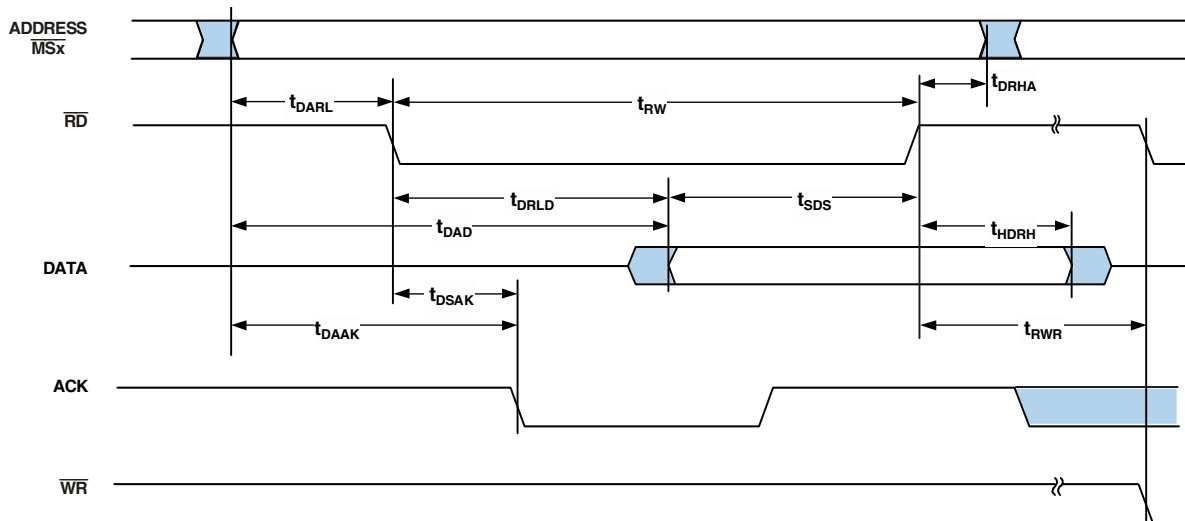 ADDRESS
MSx
tDARL
tRW
tDRHA
RD
tDRLD
tSDS
tDAD
tHDRH
DATA
tDSAK
tDAAK
tRWR
ACK
WR